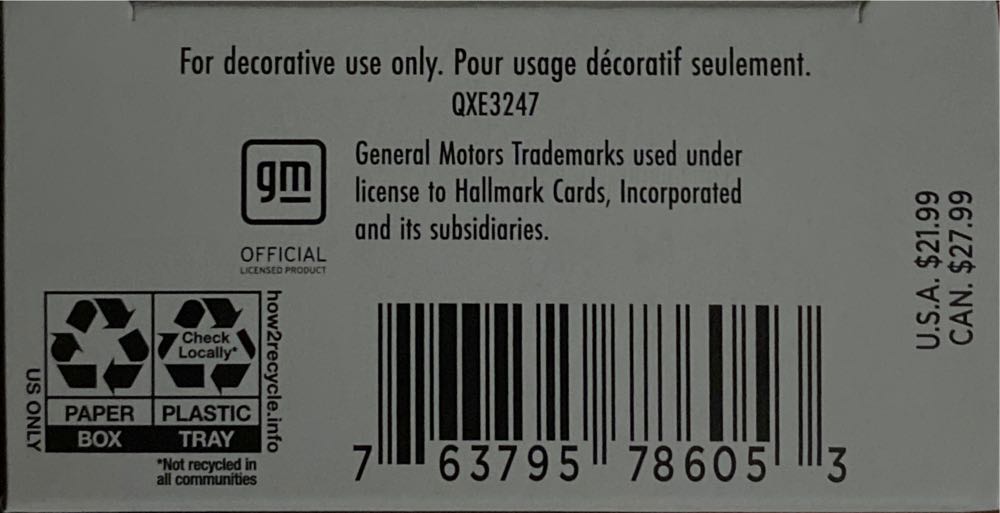 For decorative use only. Pour usage décoratif seulement.
QXE3247
gm
OFFICIAL
LICENSED PRODUCT
General Motors Trademarks used under
license to Hallmark Cards, Incorporated
and its subsidiaries.
U.S.A. $21.99
CAN. $27.99
US ONLY
Check
Locally*
PAPER
BOX
PLASTIC
TRAY
how2recycle.info
*Not recycled in
all communities
7 63795 78605 3